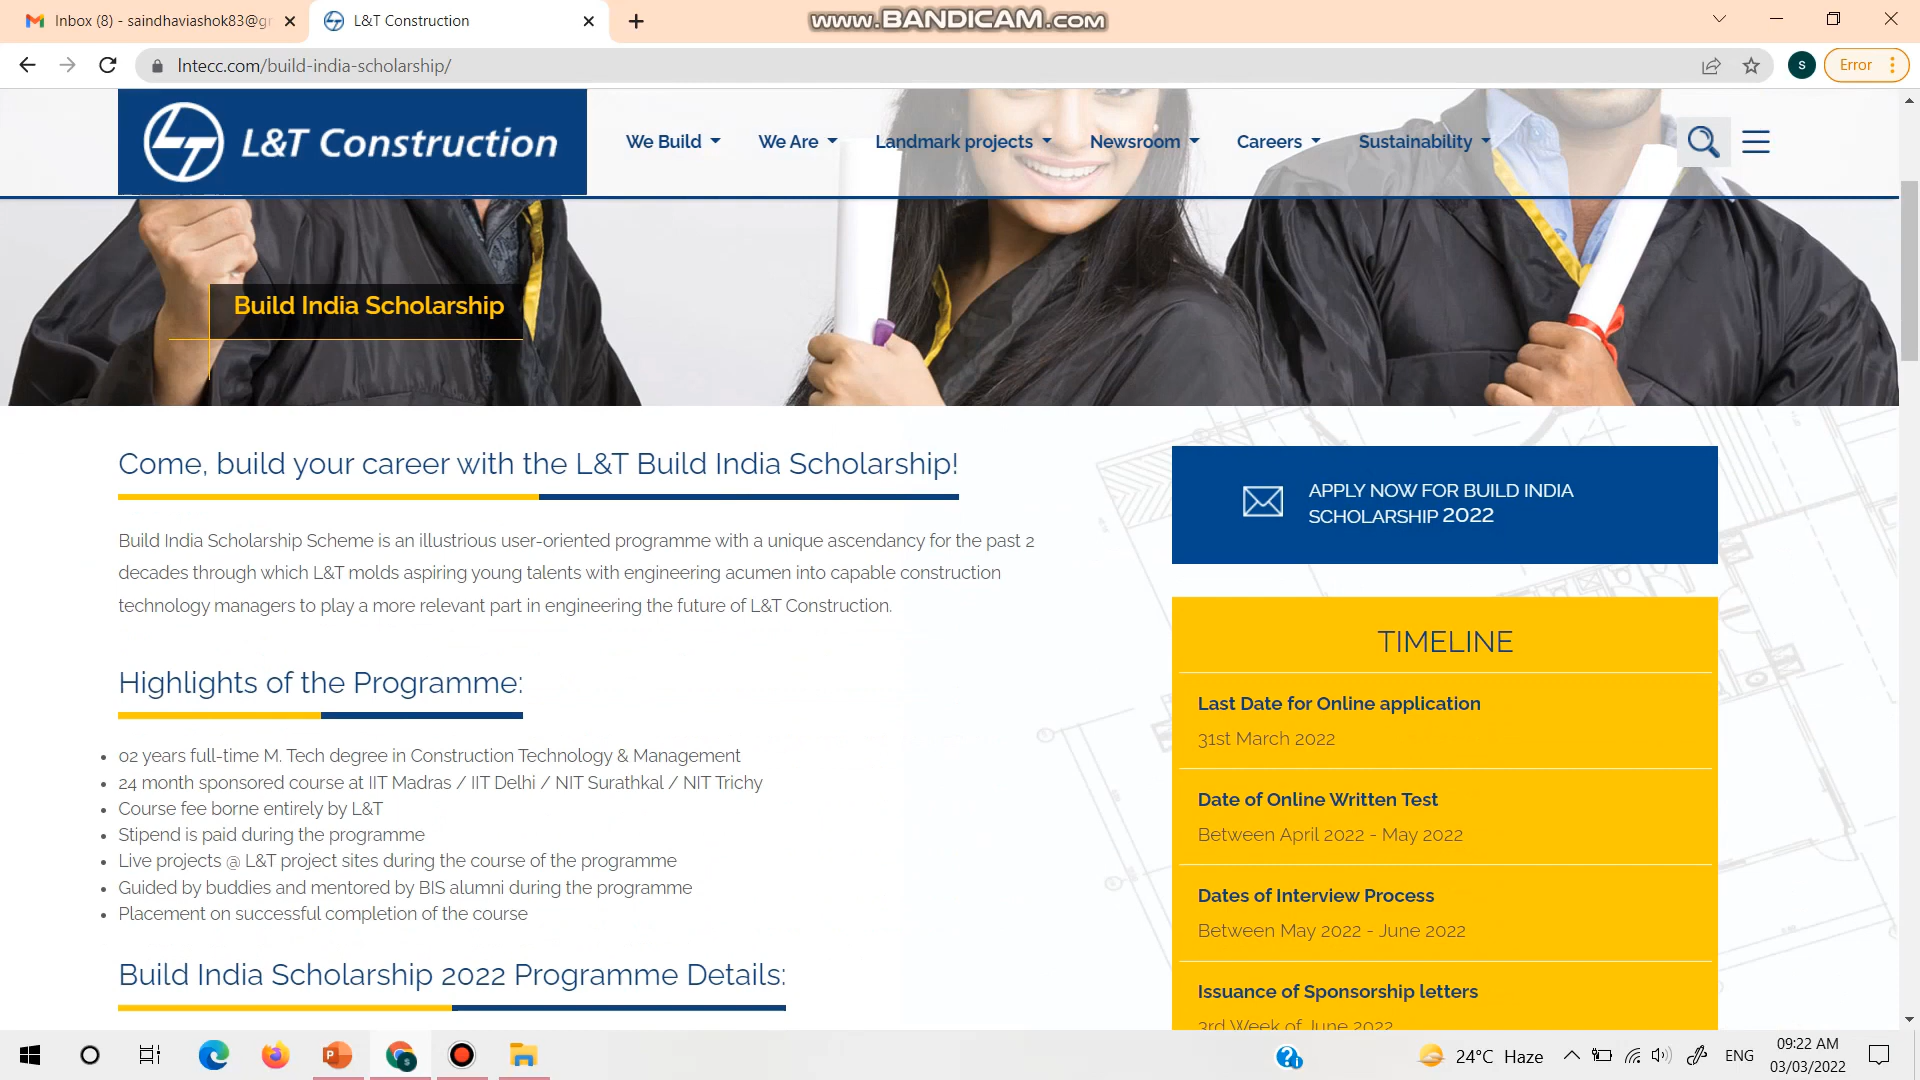 Inbox (8) - saindhaviashok83@gr
L&T Construction
www.BANDICAM.com
lntecc.com/build-india-scholarship/
S
Error
L&T Construction
We Build
We Are
Landmark projects
Newsroom
Careers
Sustainability
Build India Scholarship
Come, build your career with the L&T Build India Scholarship!
Build India Scholarship Scheme is an illustrious user-oriented programme with a unique ascendancy for the past 2
decades through which L&T molds aspiring young talents with engineering acumen into capable construction
technology managers to play a more relevant part in engineering the future of L&T Construction.
Highlights of the Programme:
02 years full-time M. Tech degree in Construction Technology & Management
24 month sponsored course at IIT Madras / IIT Delhi / NIT Surathkal / NIT Trichy
Course fee borne entirely by L&T
Stipend is paid during the programme
Live projects @ L&T project sites during the course of the programme
Guided by buddies and mentored by BIS alumni during the programme
Placement on successful completion of the course
Build India Scholarship 2022 Programme Details:
APPLY NOW FOR BUILD INDIA
SCHOLARSHIP 2022
TIMELINE
Last Date for Online application
31st March 2022
Date of Online Written Test
Between April 2022 - May 2022
Dates of Interview Process
Between May 2022 - June 2022
Issuance of Sponsorship letters
3rd Week of June 2022
24°C Haze
ENG
09:22 AM
03/03/2022